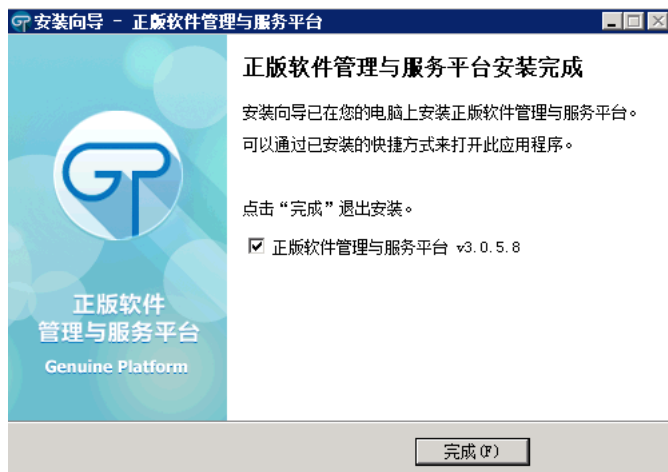 安装向导 - 正版软件管理与服务平台
正版软件管理与服务平台安装完成
安装向导已在您的电脑上安装正版软件管理与服务平台。
可以通过已安装的快捷方式来打开此应用程序。
点击“完成”退出安装。
正版软件管理与服务平台 v3.0.5.8
GP
正版软件
管理与服务平台
Genuine Platform
完成(F)